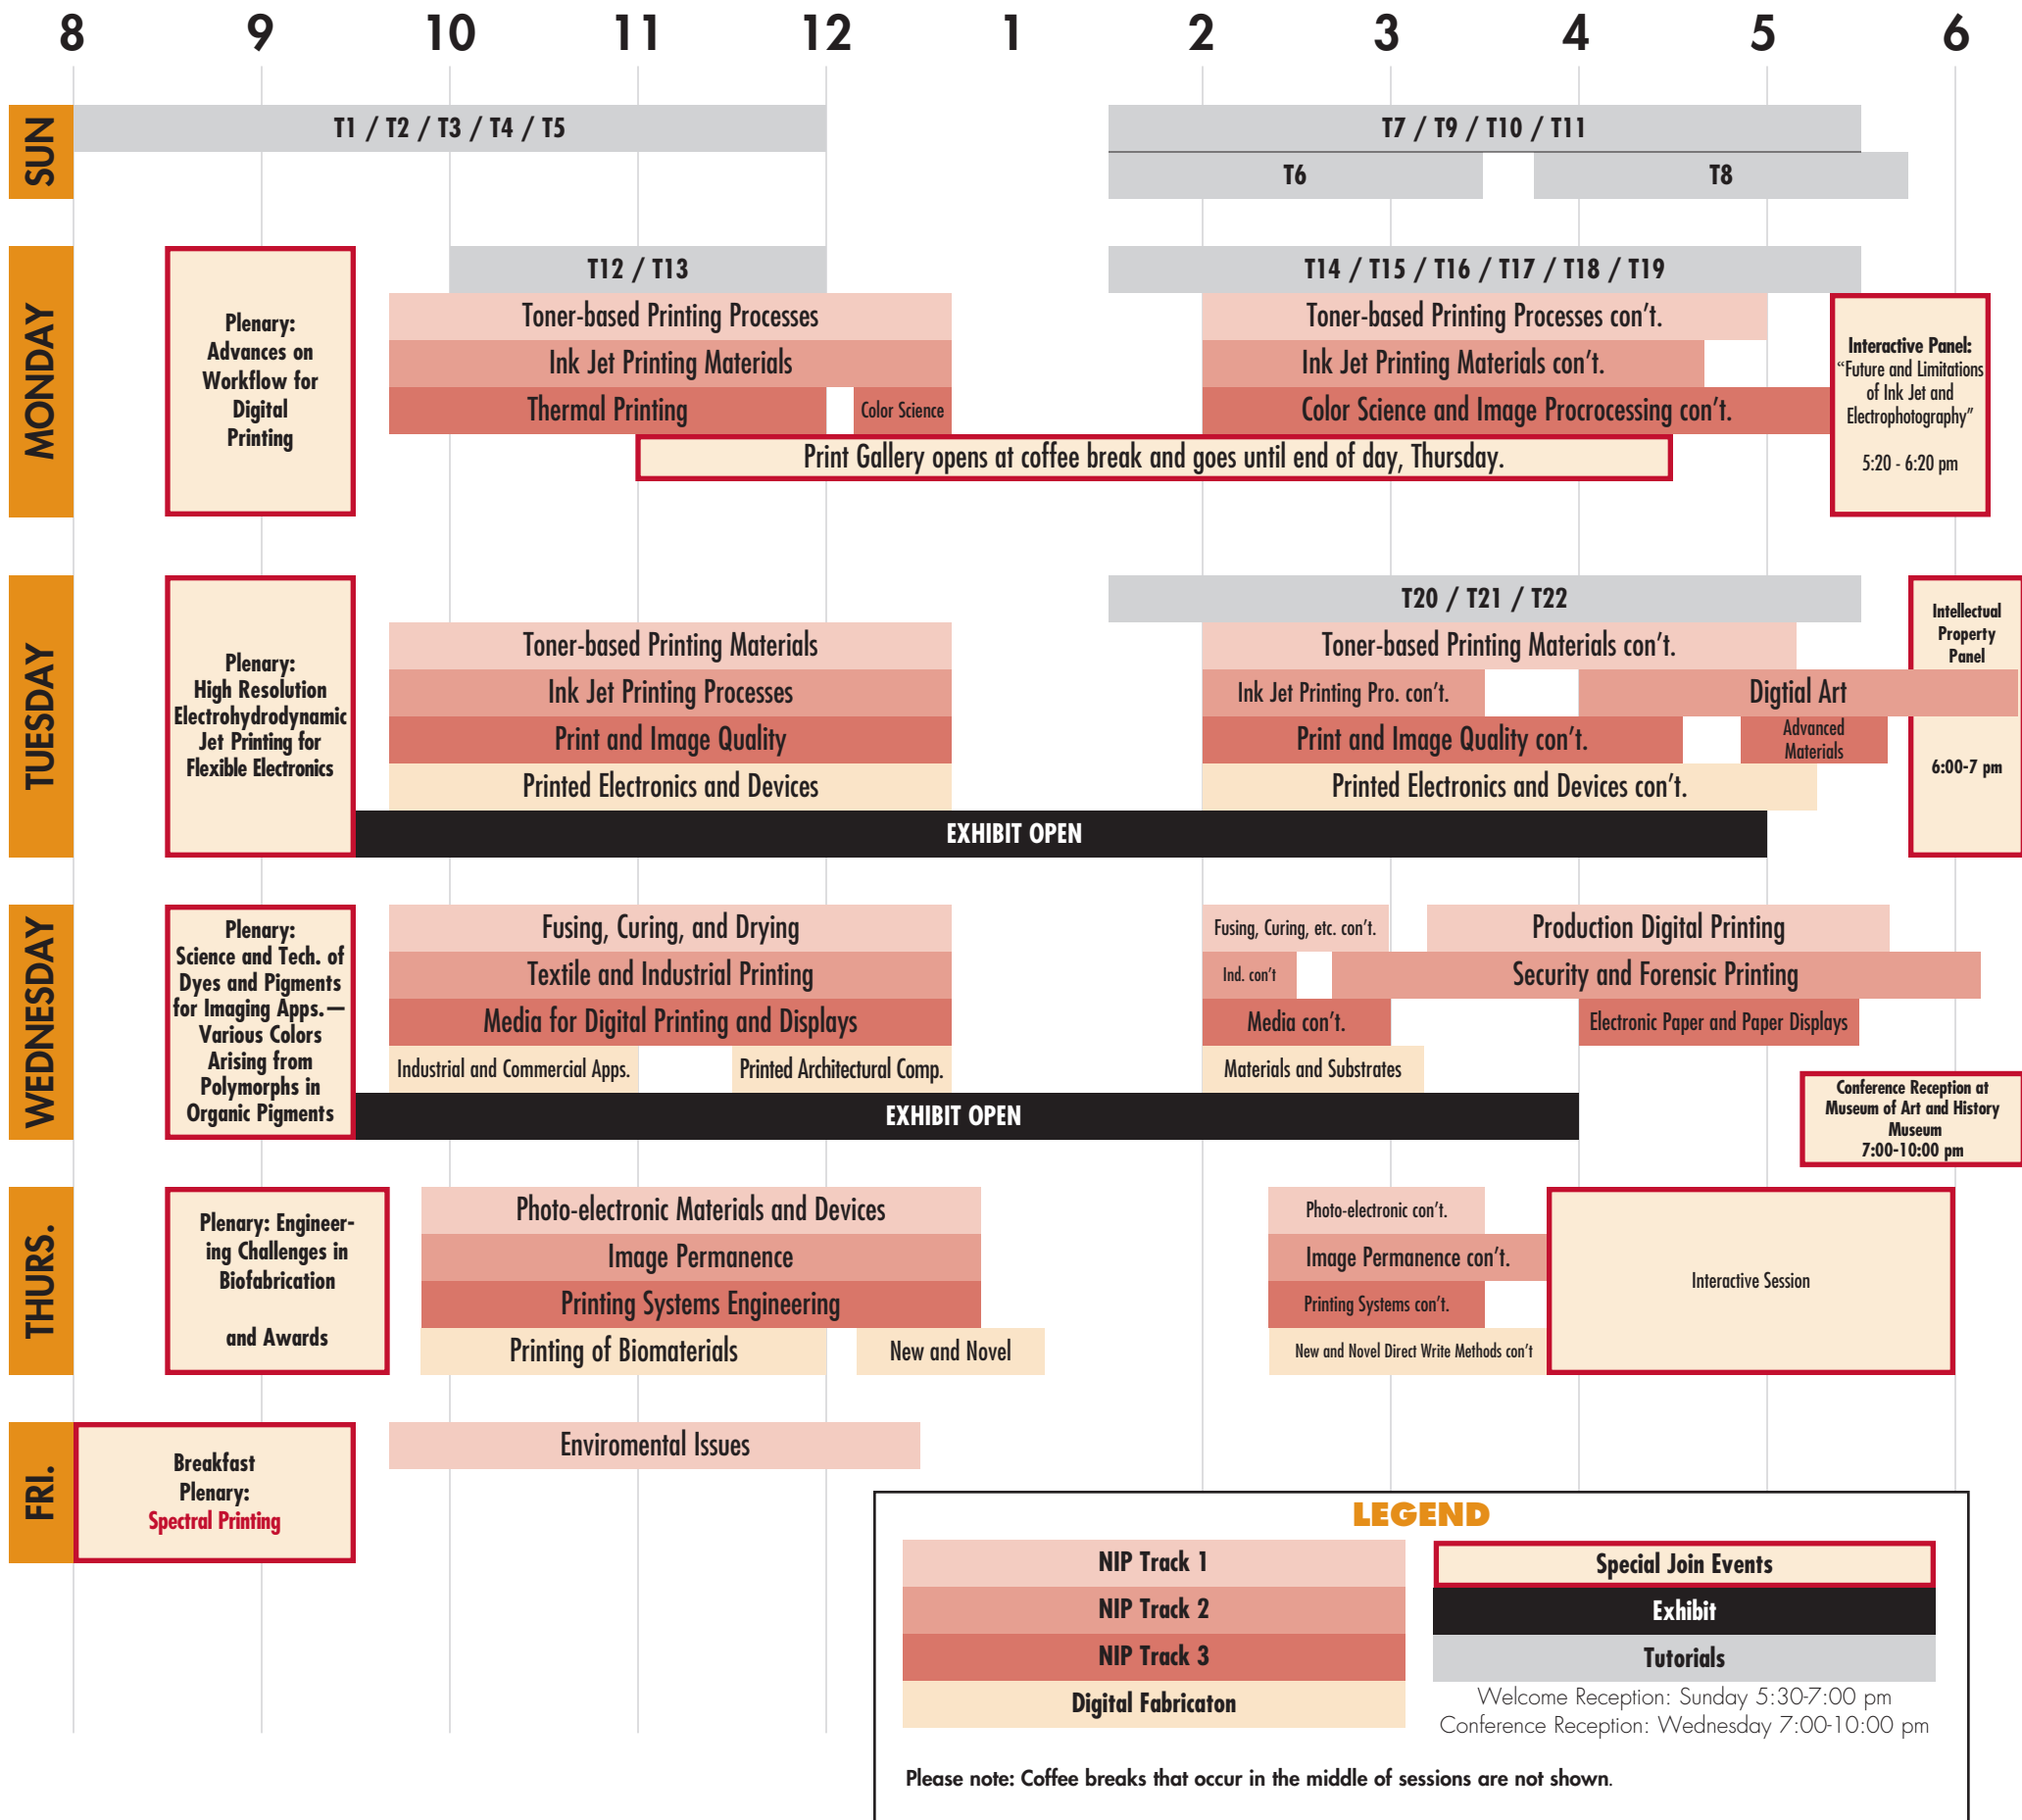 8 9 10 11 12 1 2 3 4 5 6
SUN
T1 / T2 / T3 / T4 / T5
T7 / T9 / T10 / T11
T6
T8
MONDAY
Plenary:
Advances on
Workflow for
Digital
Printing
T12 / T13
T14 / T15 / T16 / T17 / T18 / T19
Toner-based Printing Processes
Toner-based Printing Processes con't.
Ink Jet Printing Materials
Ink Jet Printing Materials con't.
Thermal Printing
Color Science
Color Science and Image Procrocessing con't.
Print Gallery opens at coffee break and goes until end of day, Thursday.
Interactive Panel:
“Future and Limitations
of Ink Jet and
Electrophotography”
5:20 - 6:20 pm
TUESDAY
Plenary:
High Resolution
Electrohydrodynamic
Jet Printing for
Flexible Electronics
T20 / T21 / T22
Toner-based Printing Materials
Toner-based Printing Materials con't.
Ink Jet Printing Processes
Ink Jet Printing Pro. con't.
Digtial Art
Print and Image Quality
Print and Image Quality con't.
Advanced
Materials
Printed Electronics and Devices
Printed Electronics and Devices con't.
EXHIBIT OPEN
Intellectual
Property
Panel
6:00-7 pm
WEDNESDAY
Plenary:
Science and Tech. of
Dyes and Pigments
for Imaging Apps.—
Various Colors
Arising from
Polymorphs in
Organic Pigments
Fusing, Curing, and Drying
Fusing, Curing, etc. con't.
Production Digital Printing
Textile and Industrial Printing
Ind. con't
Security and Forensic Printing
Media for Digital Printing and Displays
Media con't.
Electronic Paper and Paper Displays
Industrial and Commercial Apps.
Printed Architectural Comp.
Materials and Substrates
EXHIBIT OPEN
Conference Reception at
Museum of Art and History
Museum
7:00-10:00 pm
THURS.
Plenary: Engineer-
ing Challenges in
Biofabrication
and Awards
Photo-electronic Materials and Devices
Photo-electronic con't.
Image Permanence
Image Permanence con't.
Printing Systems Engineering
Printing Systems con't.
Printing of Biomaterials
New and Novel
New and Novel Direct Write Methods con't
Interactive Session
FRI.
Breakfast
Plenary:
Spectral Printing
Enviromental Issues
LEGEND
NIP Track 1
NIP Track 2
NIP Track 3
Digital Fabricaton
Special Join Events
Exhibit
Tutorials
Welcome Reception: Sunday 5:30-7:00 pm
Conference Reception: Wednesday 7:00-10:00 pm
Please note: Coffee breaks that occur in the middle of sessions are not shown.